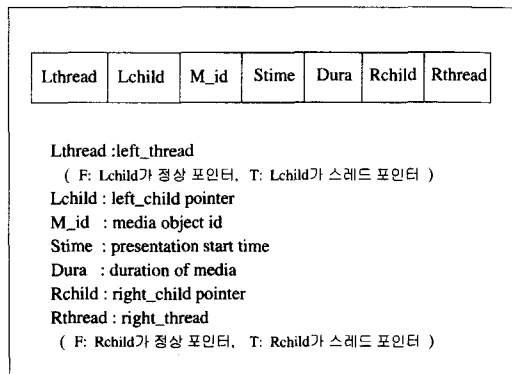 Lthread Lchild M_id Stime Dura Rchild Rthread
Lthread :left_thread
( F: Lchild가 정상 포인터, T: Lchild가 스레드 포인터 )
Lchild : left_child pointer
M_id : media object id
Stime : presentation start time
Dura : duration of media
Rchild : right_child pointer
Rthread : right_thread
( F: Rchild가 정상 포인터, T: Rchild가 스레드 포인터 )